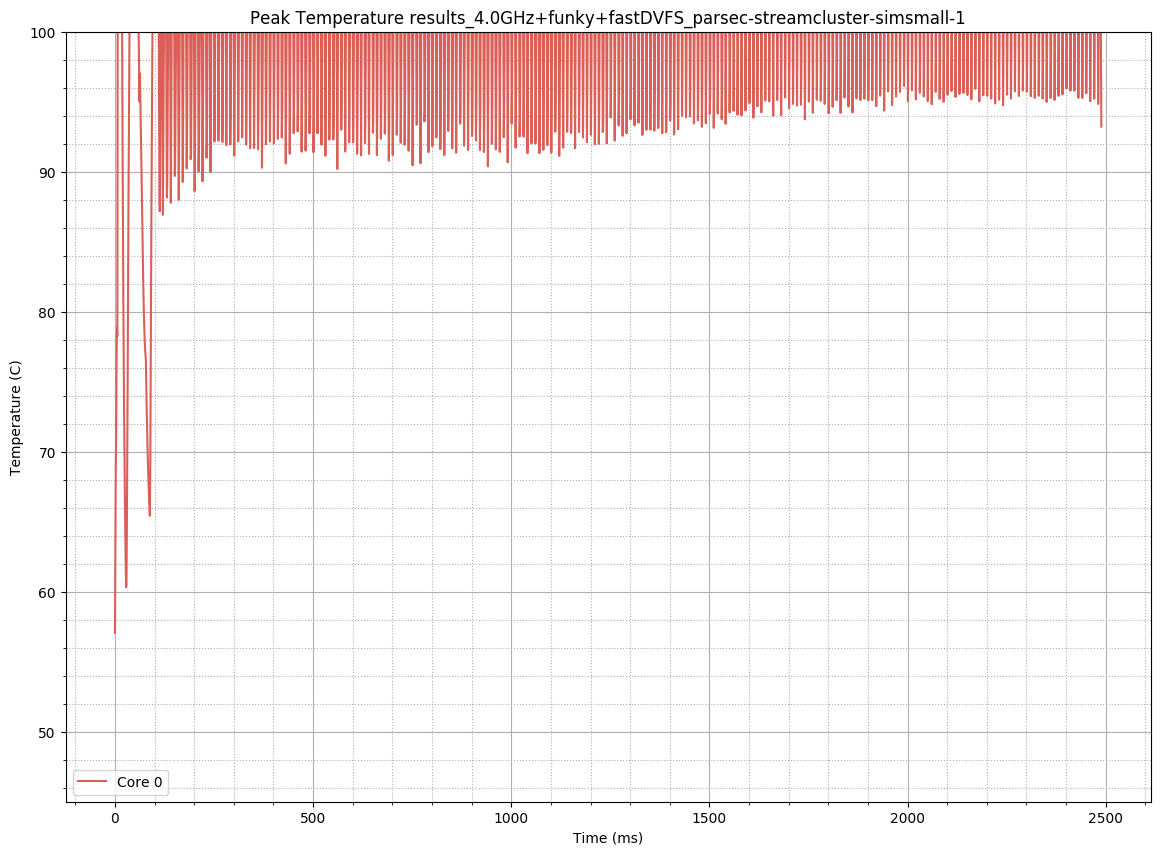 Peak Temperature results_4.0GHz+funky+fastDVFS_parsec-streamcluster-simsmall-1
100
90
80
70
60
50
Temperature (C)
Core 0
0 500 1000 1500 2000 2500
Time (ms)